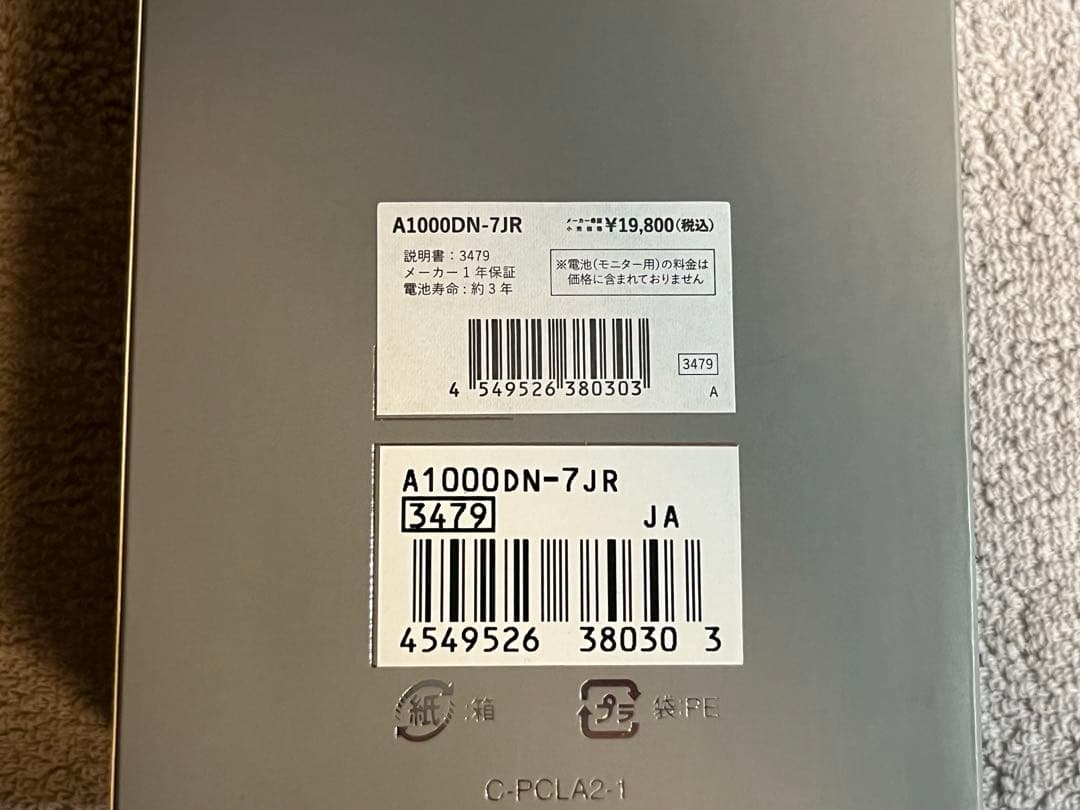 A1000DN-7JR メーカー希望小売価格 ¥19,800(税込)
説明書：3479
メーカー１年保証
電池寿命：約３年
※電池(モニター用)の料金は
価格に含まれておりません
4 549526 380303
3479
A
A1000DN-7JR
3479 JA
4549526 38030 3
紙 :箱
プラ 袋:PE
C-PCLA2-1